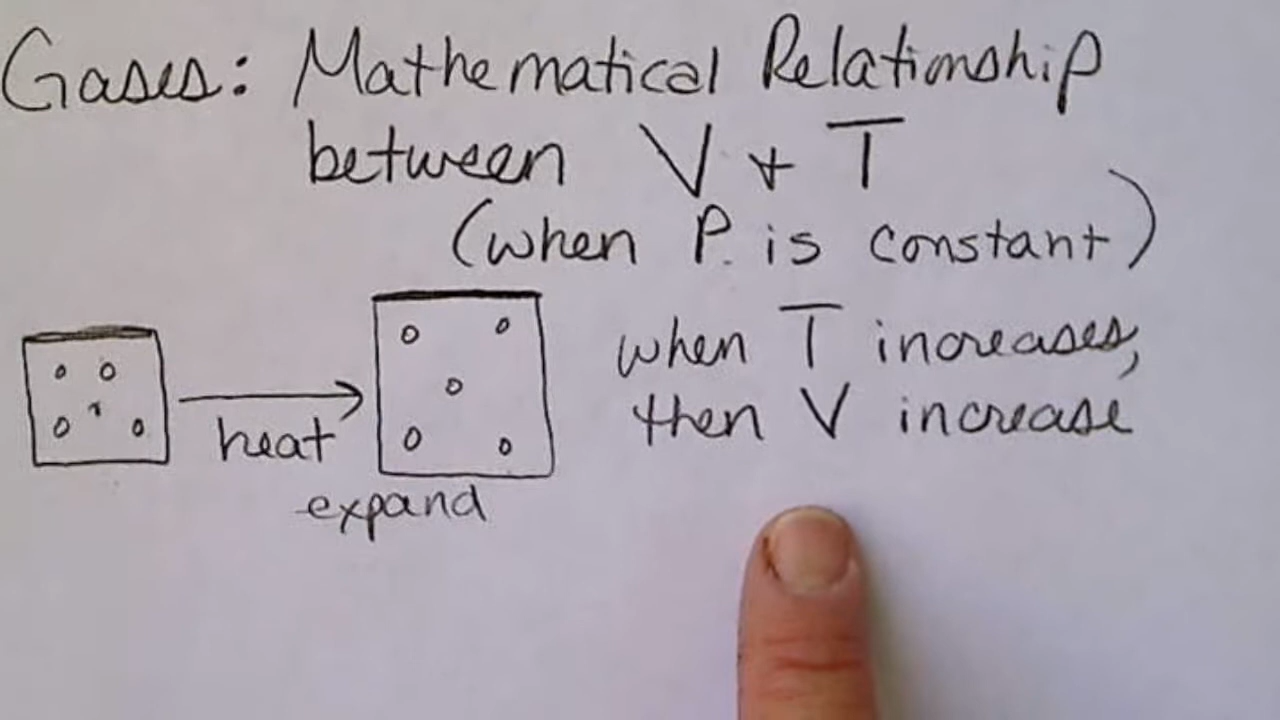 Gases: Mathematical Relationship
between V + T
(when P. is constant)
when T increases,
then V increase
heat
expand